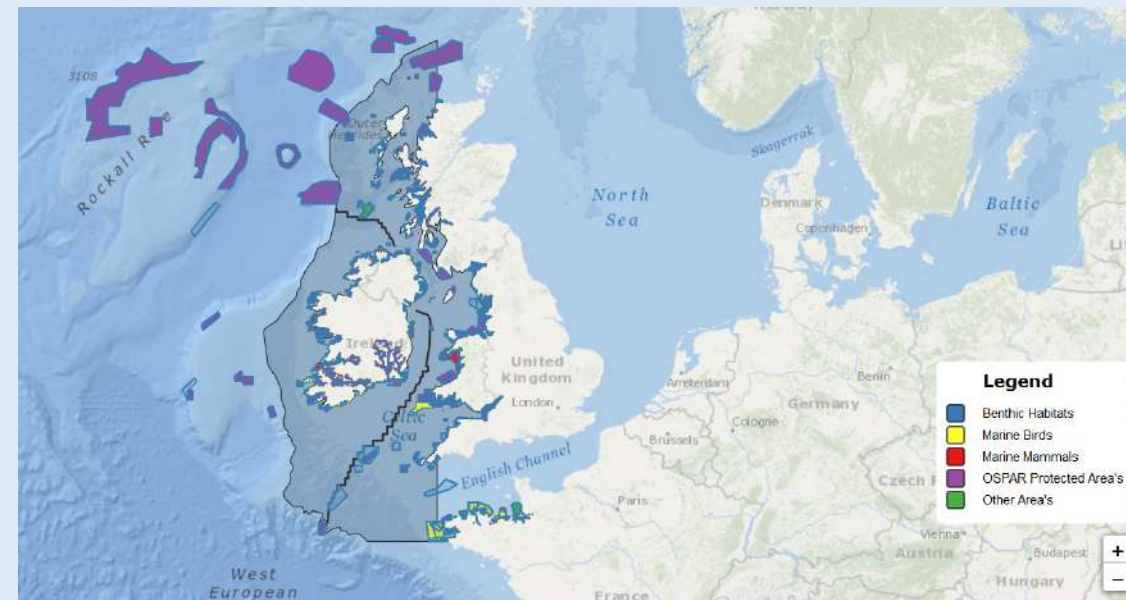 3108
Rockall R e
Outer
Hebrides
Skagerrak
North
Sea
Denmark
Copenhagen
Baltic
Sea
Ireland
United
Kingdom
London
Celtic
Sea
English Channel
Amsterdam
Brussels
Cologne
Berlin
Germany
Paris
Vienna
Austria
Budapest
Hungary
France
West
European
Legend
Benthic Habitats
Marine Birds
Marine Mammals
OSPAR Protected Area's
Other Area's
+
−